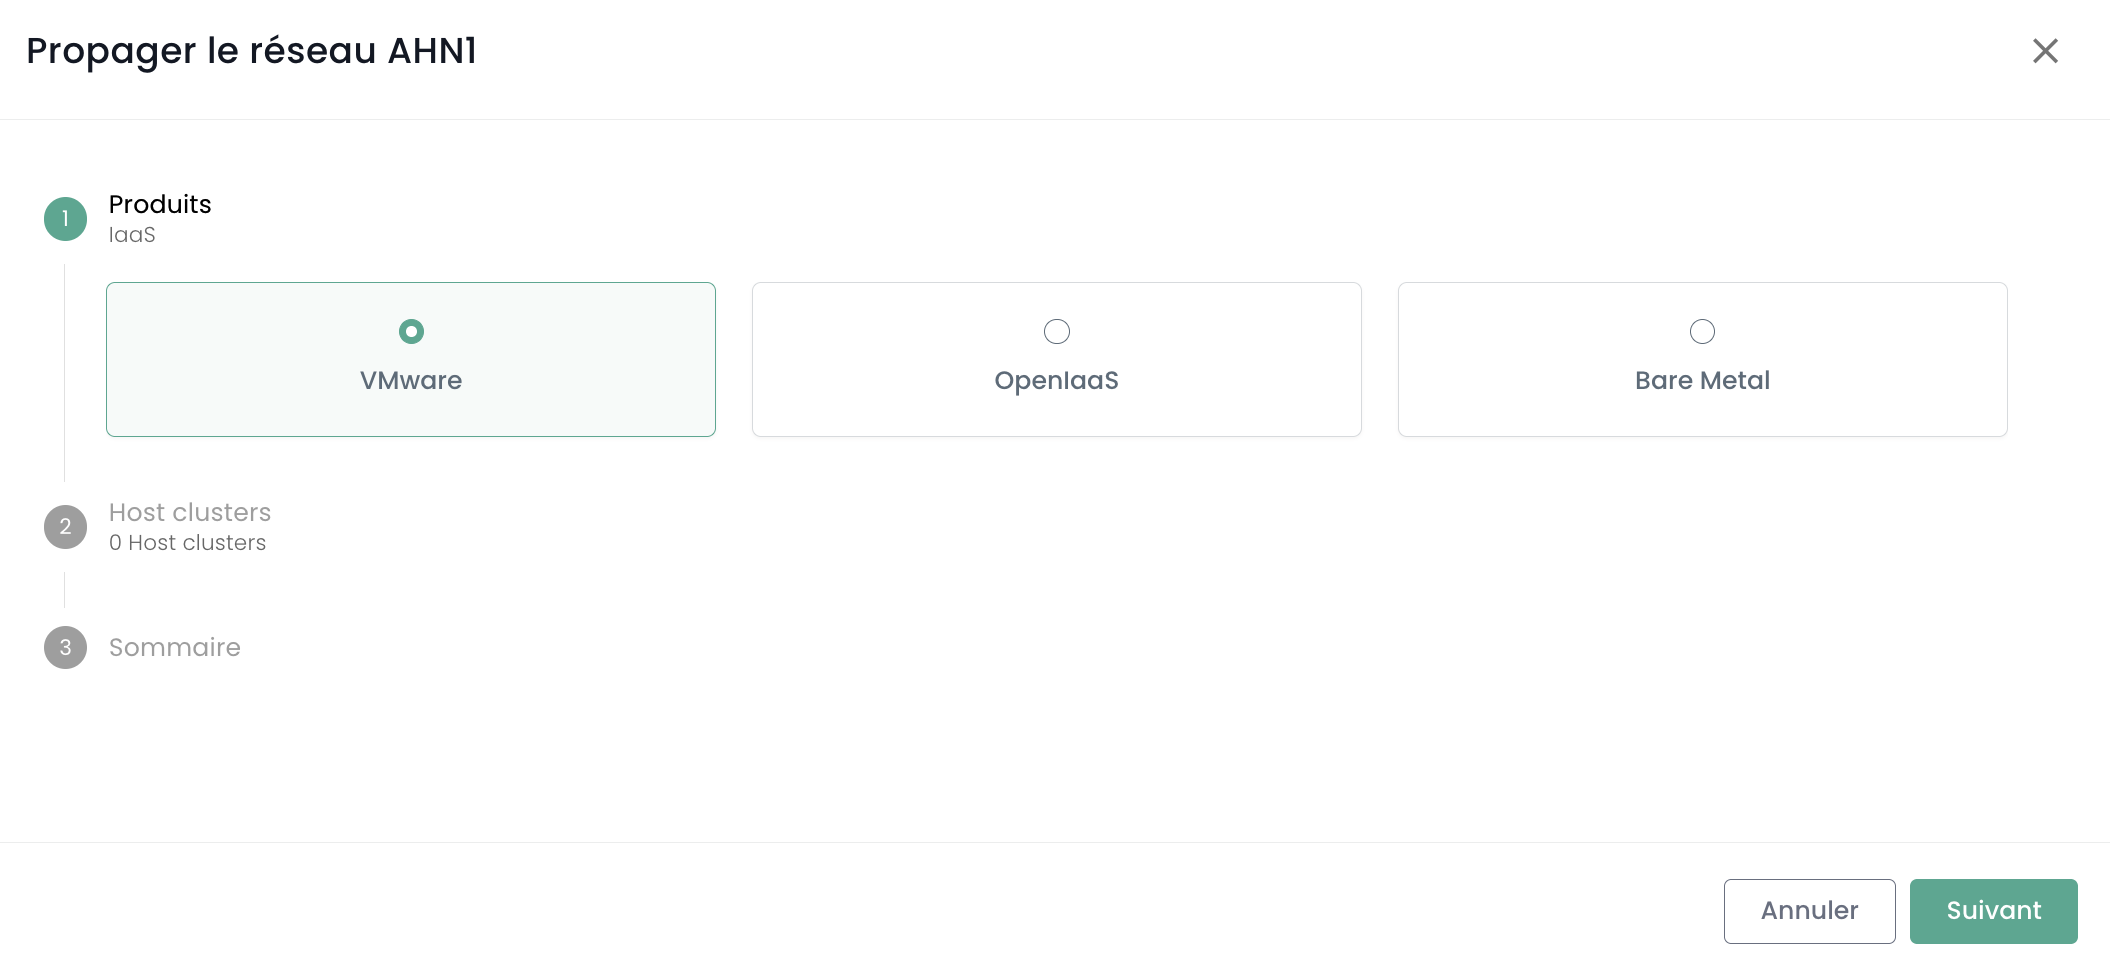 Propager le réseau AHN1
1
Produits
IaaS
VMware
OpenIaaS
Bare Metal
2
Host clusters
0 Host clusters
3
Sommaire
Annuler
Suivant